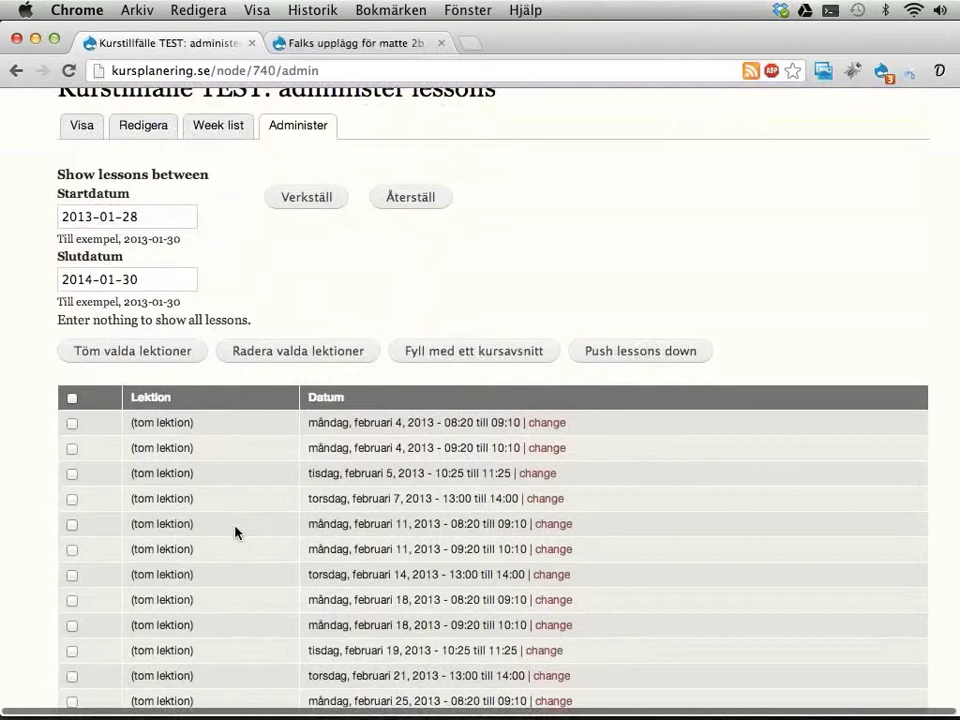 Chrome Arkiv Redigera Visa Historik Bokmärken Fönster Hjälp
Kurstillfälle TEST: administe Falks upplägg för matte 2b
kursplanering.se/node/740/admin ABP 3 D
Kurstillfälle TEST: administer lessons
Visa Redigera Week list Administer
Show lessons between
Startdatum
Verkställ Återställ
2013-01-28
Till exempel, 2013-01-30
Slutdatum
2014-01-30
Till exempel, 2013-01-30
Enter nothing to show all lessons.
Töm valda lektioner Radera valda lektioner Fyll med ett kursavsnitt Push lessons down
Lektion Datum
(tom lektion) måndag, februari 4, 2013 - 08:20 till 09:10 | change
(tom lektion) måndag, februari 4, 2013 - 09:20 till 10:10 | change
(tom lektion) tisdag, februari 5, 2013 - 10:25 till 11:25 | change
(tom lektion) torsdag, februari 7, 2013 - 13:00 till 14:00 | change
(tom lektion) måndag, februari 11, 2013 - 08:20 till 09:10 | change
(tom lektion) måndag, februari 11, 2013 - 09:20 till 10:10 | change
(tom lektion) torsdag, februari 14, 2013 - 13:00 till 14:00 | change
(tom lektion) måndag, februari 18, 2013 - 08:20 till 09:10 | change
(tom lektion) måndag, februari 18, 2013 - 09:20 till 10:10 | change
(tom lektion) tisdag, februari 19, 2013 - 10:25 till 11:25 | change
(tom lektion) torsdag, februari 21, 2013 - 13:00 till 14:00 | change
(tom lektion) måndag, februari 25, 2013 - 08:20 till 09:10 | change